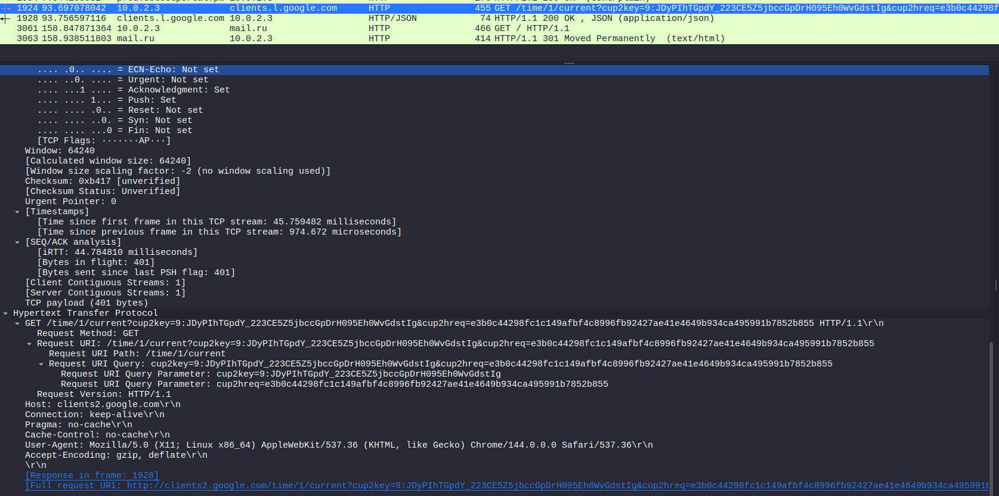 1924 93.697078042 10.0.2.3 clients.l.google.com HTTP 455 GET /time/1/current?cup2key=9:JDyPIhTGpdY_223CE5Z5jbccGpDrH095Eh0WvGdstIg&cup2hreq=e3b0c44298f
1928 93.756597116 clients.l.google.com 10.0.2.3 HTTP/JSON 74 HTTP/1.1 200 OK , JSON (application/json)
3061 158.847871364 10.0.2.3 mail.ru HTTP 466 GET / HTTP/1.1
3063 158.938511803 mail.ru 10.0.2.3 HTTP 414 HTTP/1.1 301 Moved Permanently (text/html)
.... .0.. .... = ECN-Echo: Not set
.... ..0. .... = Urgent: Not set
.... ...1 .... = Acknowledgment: Set
.... .... 1... = Push: Set
.... .... .0.. = Reset: Not set
.... .... ..0. = Syn: Not set
.... .... ...0 = Fin: Not set
[TCP Flags: ·······AP···]
Window: 64240
[Calculated window size: 64240]
[Window size scaling factor: -2 (no window scaling used)]
Checksum: 0xb417 [unverified]
[Checksum Status: Unverified]
Urgent Pointer: 0
[Timestamps]
[Time since first frame in this TCP stream: 45.759482 milliseconds]
[Time since previous frame in this TCP stream: 974.672 microseconds]
[SEQ/ACK analysis]
[iRTT: 44.784810 milliseconds]
[Bytes in flight: 401]
[Bytes sent since last PSH flag: 401]
[Client Contiguous Streams: 1]
[Server Contiguous Streams: 1]
TCP payload (401 bytes)
Hypertext Transfer Protocol
GET /time/1/current?cup2key=9:JDyPIhTGpdY_223CE5Z5jbccGpDrH095Eh0WvGdstIg&cup2hreq=e3b0c44298fc1c149afbf4c8996fb92427ae41e4649b934ca495991b7852b855 HTTP/1.1\r\n
Request Method: GET
Request URI: /time/1/current?cup2key=9:JDyPIhTGpdY_223CE5Z5jbccGpDrH095Eh0WvGdstIg&cup2hreq=e3b0c44298fc1c149afbf4c8996fb92427ae41e4649b934ca495991b7852b855
Request URI Path: /time/1/current
Request URI Query: cup2key=9:JDyPIhTGpdY_223CE5Z5jbccGpDrH095Eh0WvGdstIg&cup2hreq=e3b0c44298fc1c149afbf4c8996fb92427ae41e4649b934ca495991b7852b855
Request URI Query Parameter: cup2key=9:JDyPIhTGpdY_223CE5Z5jbccGpDrH095Eh0WvGdstIg
Request URI Query Parameter: cup2hreq=e3b0c44298fc1c149afbf4c8996fb92427ae41e4649b934ca495991b7852b855
Request Version: HTTP/1.1
Host: clients2.google.com\r\n
Connection: keep-alive\r\n
Pragma: no-cache\r\n
Cache-Control: no-cache\r\n
User-Agent: Mozilla/5.0 (X11; Linux x86_64) AppleWebKit/537.36 (KHTML, like Gecko) Chrome/144.0.0.0 Safari/537.36\r\n
Accept-Encoding: gzip, deflate\r\n
\r\n
[Response in frame: 1928]
[Full request URI: http://clients2.google.com/time/1/current?cup2key=9:JDyPIhTGpdY_223CE5Z5jbccGpDrH095Eh0WvGdstIg&cup2hreq=e3b0c44298fc1c149afbf4c8996fb92427ae41e4649b934ca495991b